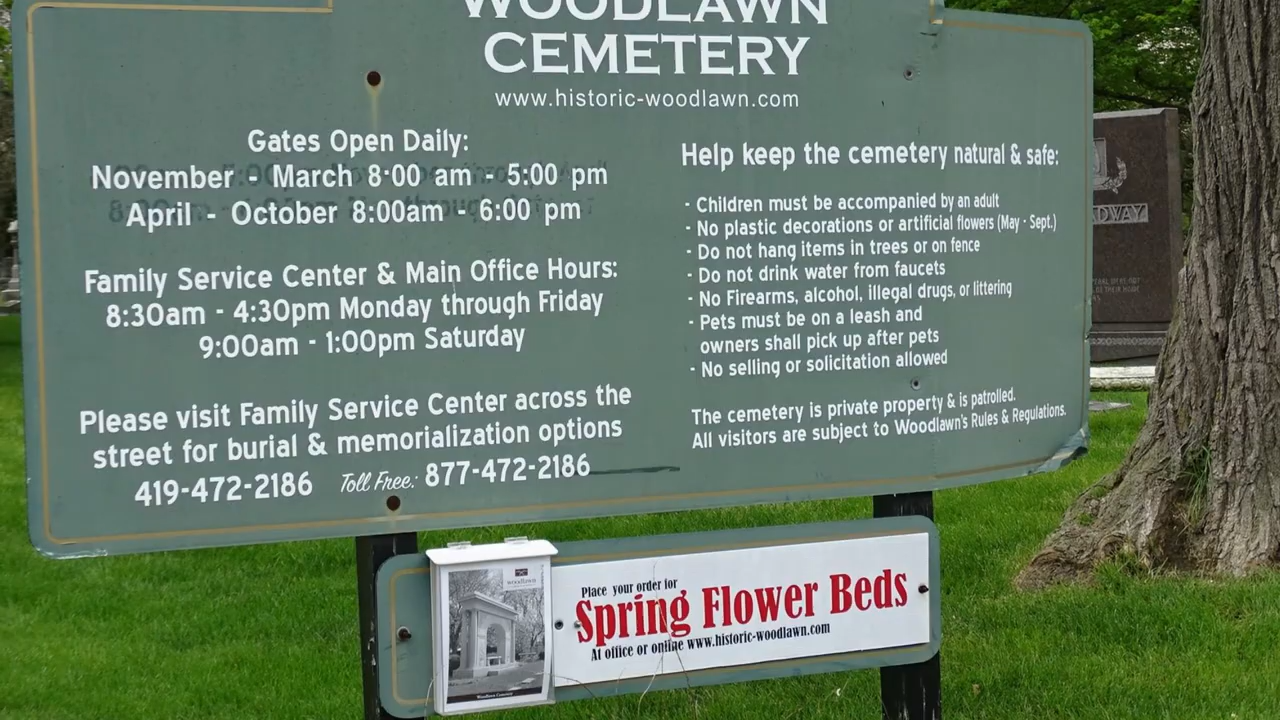 WOODLAWN
CEMETERY
www.historic-woodlawn.com
Gates Open Daily:
November - March 8:00 am - 5:00 pm
April - October 8:00am - 6:00 pm
Family Service Center & Main Office Hours:
8:30am - 4:30pm Monday through Friday
9:00am - 1:00pm Saturday
Please visit Family Service Center across the
street for burial & memorialization options
419-472-2186 Toll Free: 877-472-2186
Help keep the cemetery natural & safe:
- Children must be accompanied by an adult
- No plastic decorations or artificial flowers (May - Sept.)
- Do not hang items in trees or on fence
- Do not drink water from faucets
- No Firearms, alcohol, illegal drugs, or littering
- Pets must be on a leash and
owners shall pick up after pets
- No selling or solicitation allowed
The cemetery is private property & is patrolled.
All visitors are subject to Woodlawn's Rules & Regulations.
woodlawn
Woodlawn Cemetery
Place your order for
Spring Flower Beds
At office or online www.historic-woodlawn.com